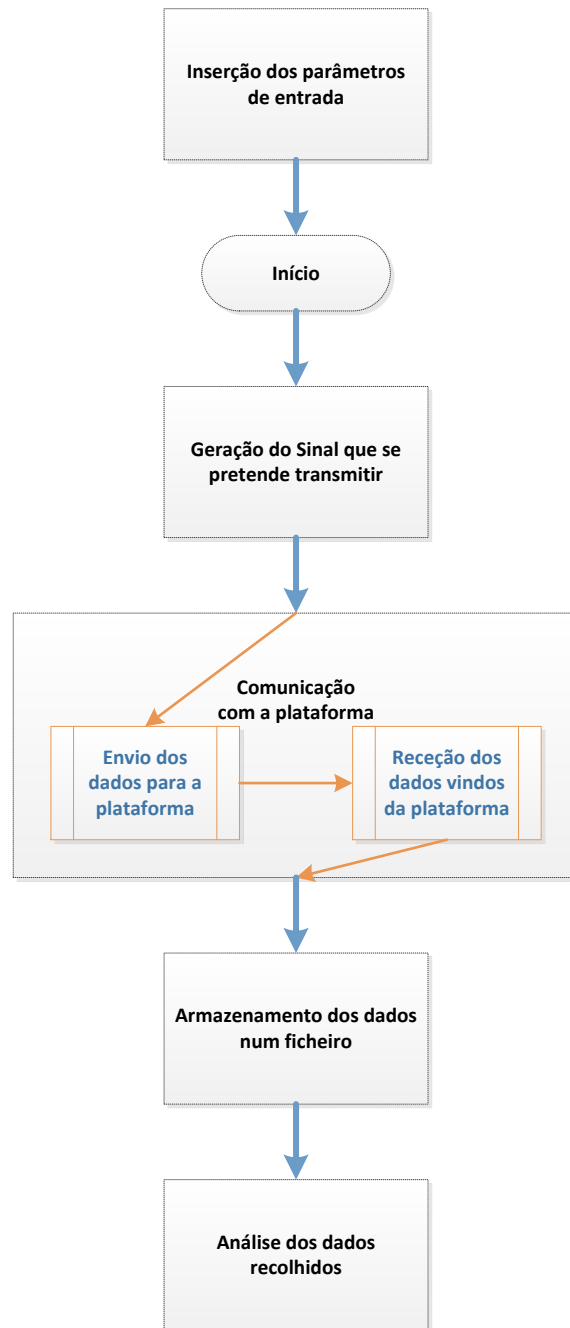 Inserção dos parâmetros
de entrada
Início
Geração do Sinal que se
pretende transmitir
Comunicação
com a plataforma
Envio dos
dados para a
plataforma
Receção dos
dados vindos
da plataforma
Armazenamento dos dados
num ficheiro
Análise dos dados
recolhidos